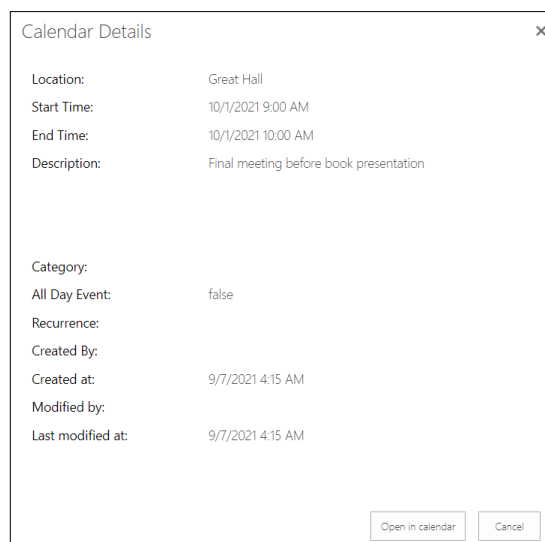 Calendar Details
Location: Great Hall
Start Time: 10/1/2021 9:00 AM
End Time: 10/1/2021 10:00 AM
Description: Final meeting before book presentation
Category:
All Day Event: false
Recurrence:
Created By:
Created at: 9/7/2021 4:15 AM
Modified by:
Last modified at: 9/7/2021 4:15 AM
Open in calendar Cancel